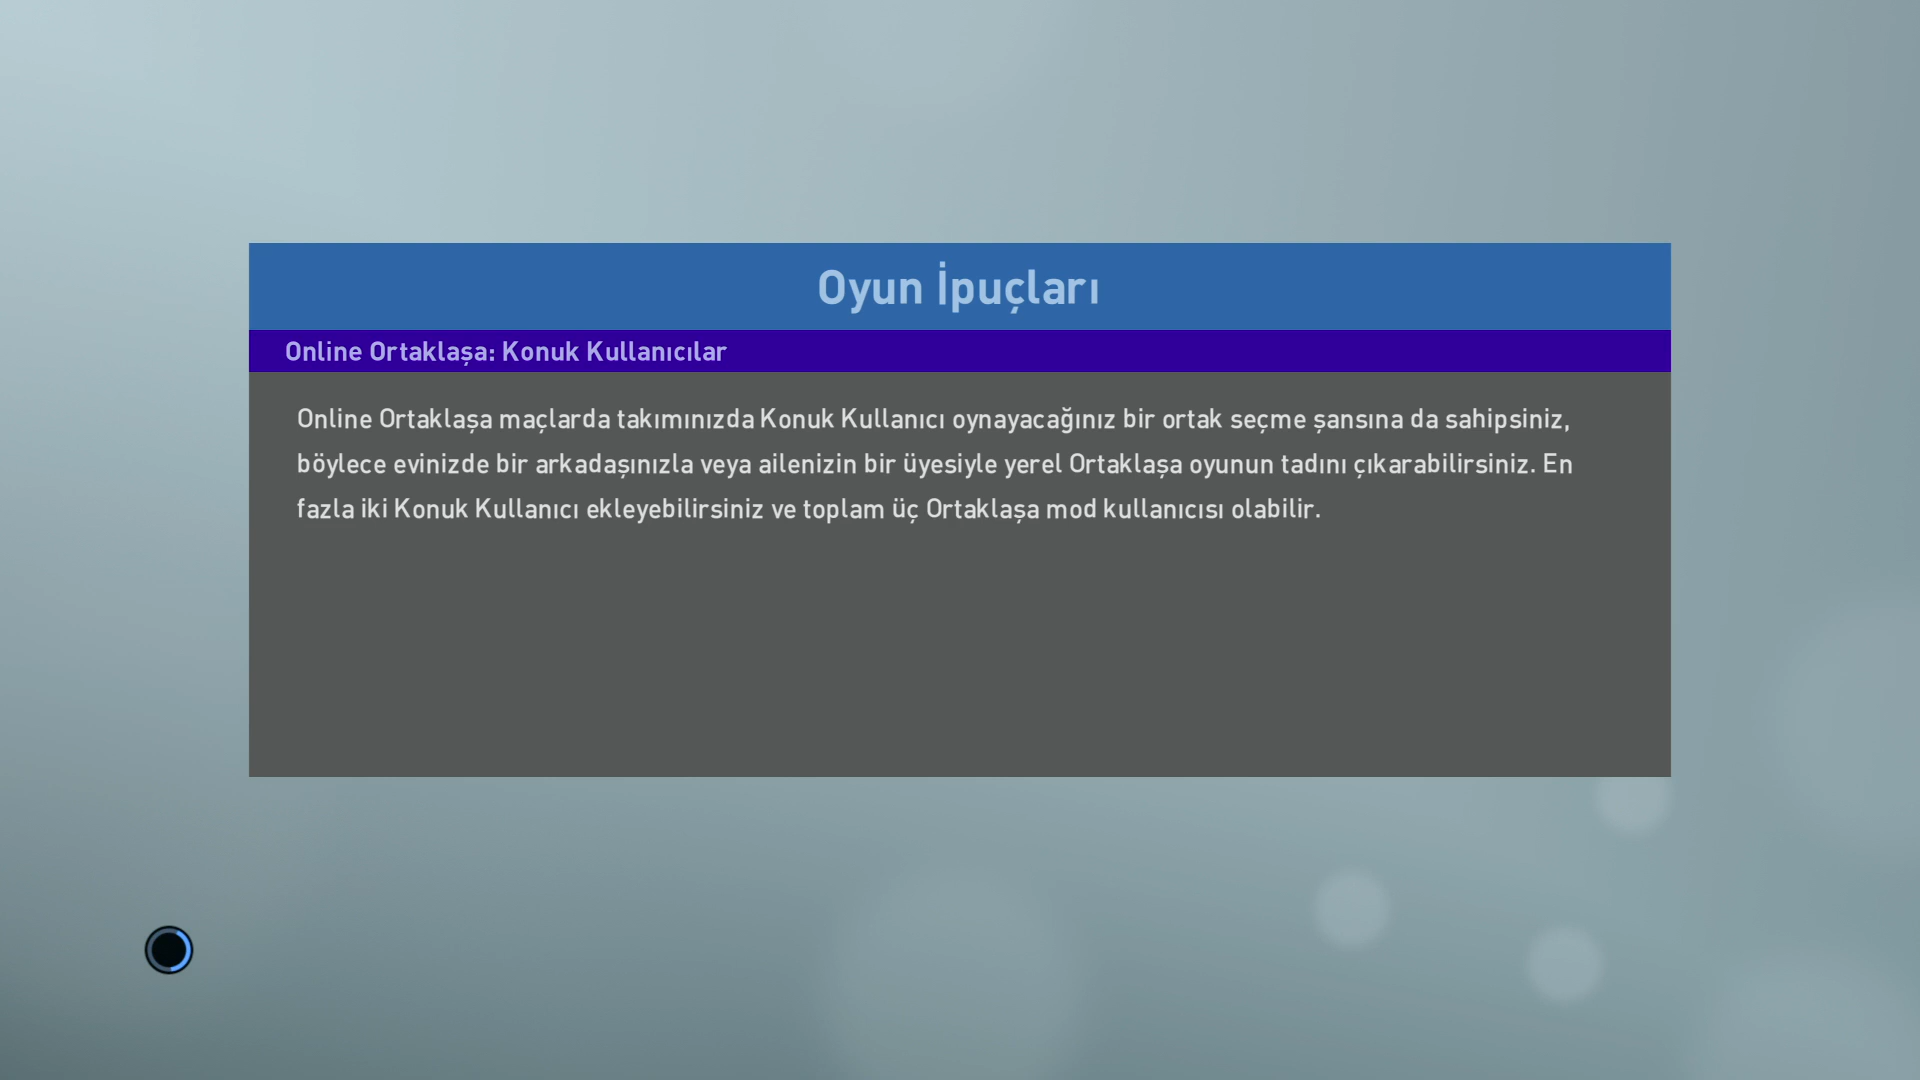 Oyun İpuçları
Online Ortaklaşa: Konuk Kullanıcılar
Online Ortaklaşa maçlarda takımınızda Konuk Kullanıcı oynayacağınız bir ortak seçme şansına da sahipsiniz,
böylece evinizde bir arkadaşınızla veya ailenizin bir üyesiyle yerel Ortaklaşa oyunun tadını çıkarabilirsiniz. En
fazla iki Konuk Kullanıcı ekleyebilirsiniz ve toplam üç Ortaklaşa mod kullanıcısı olabilir.